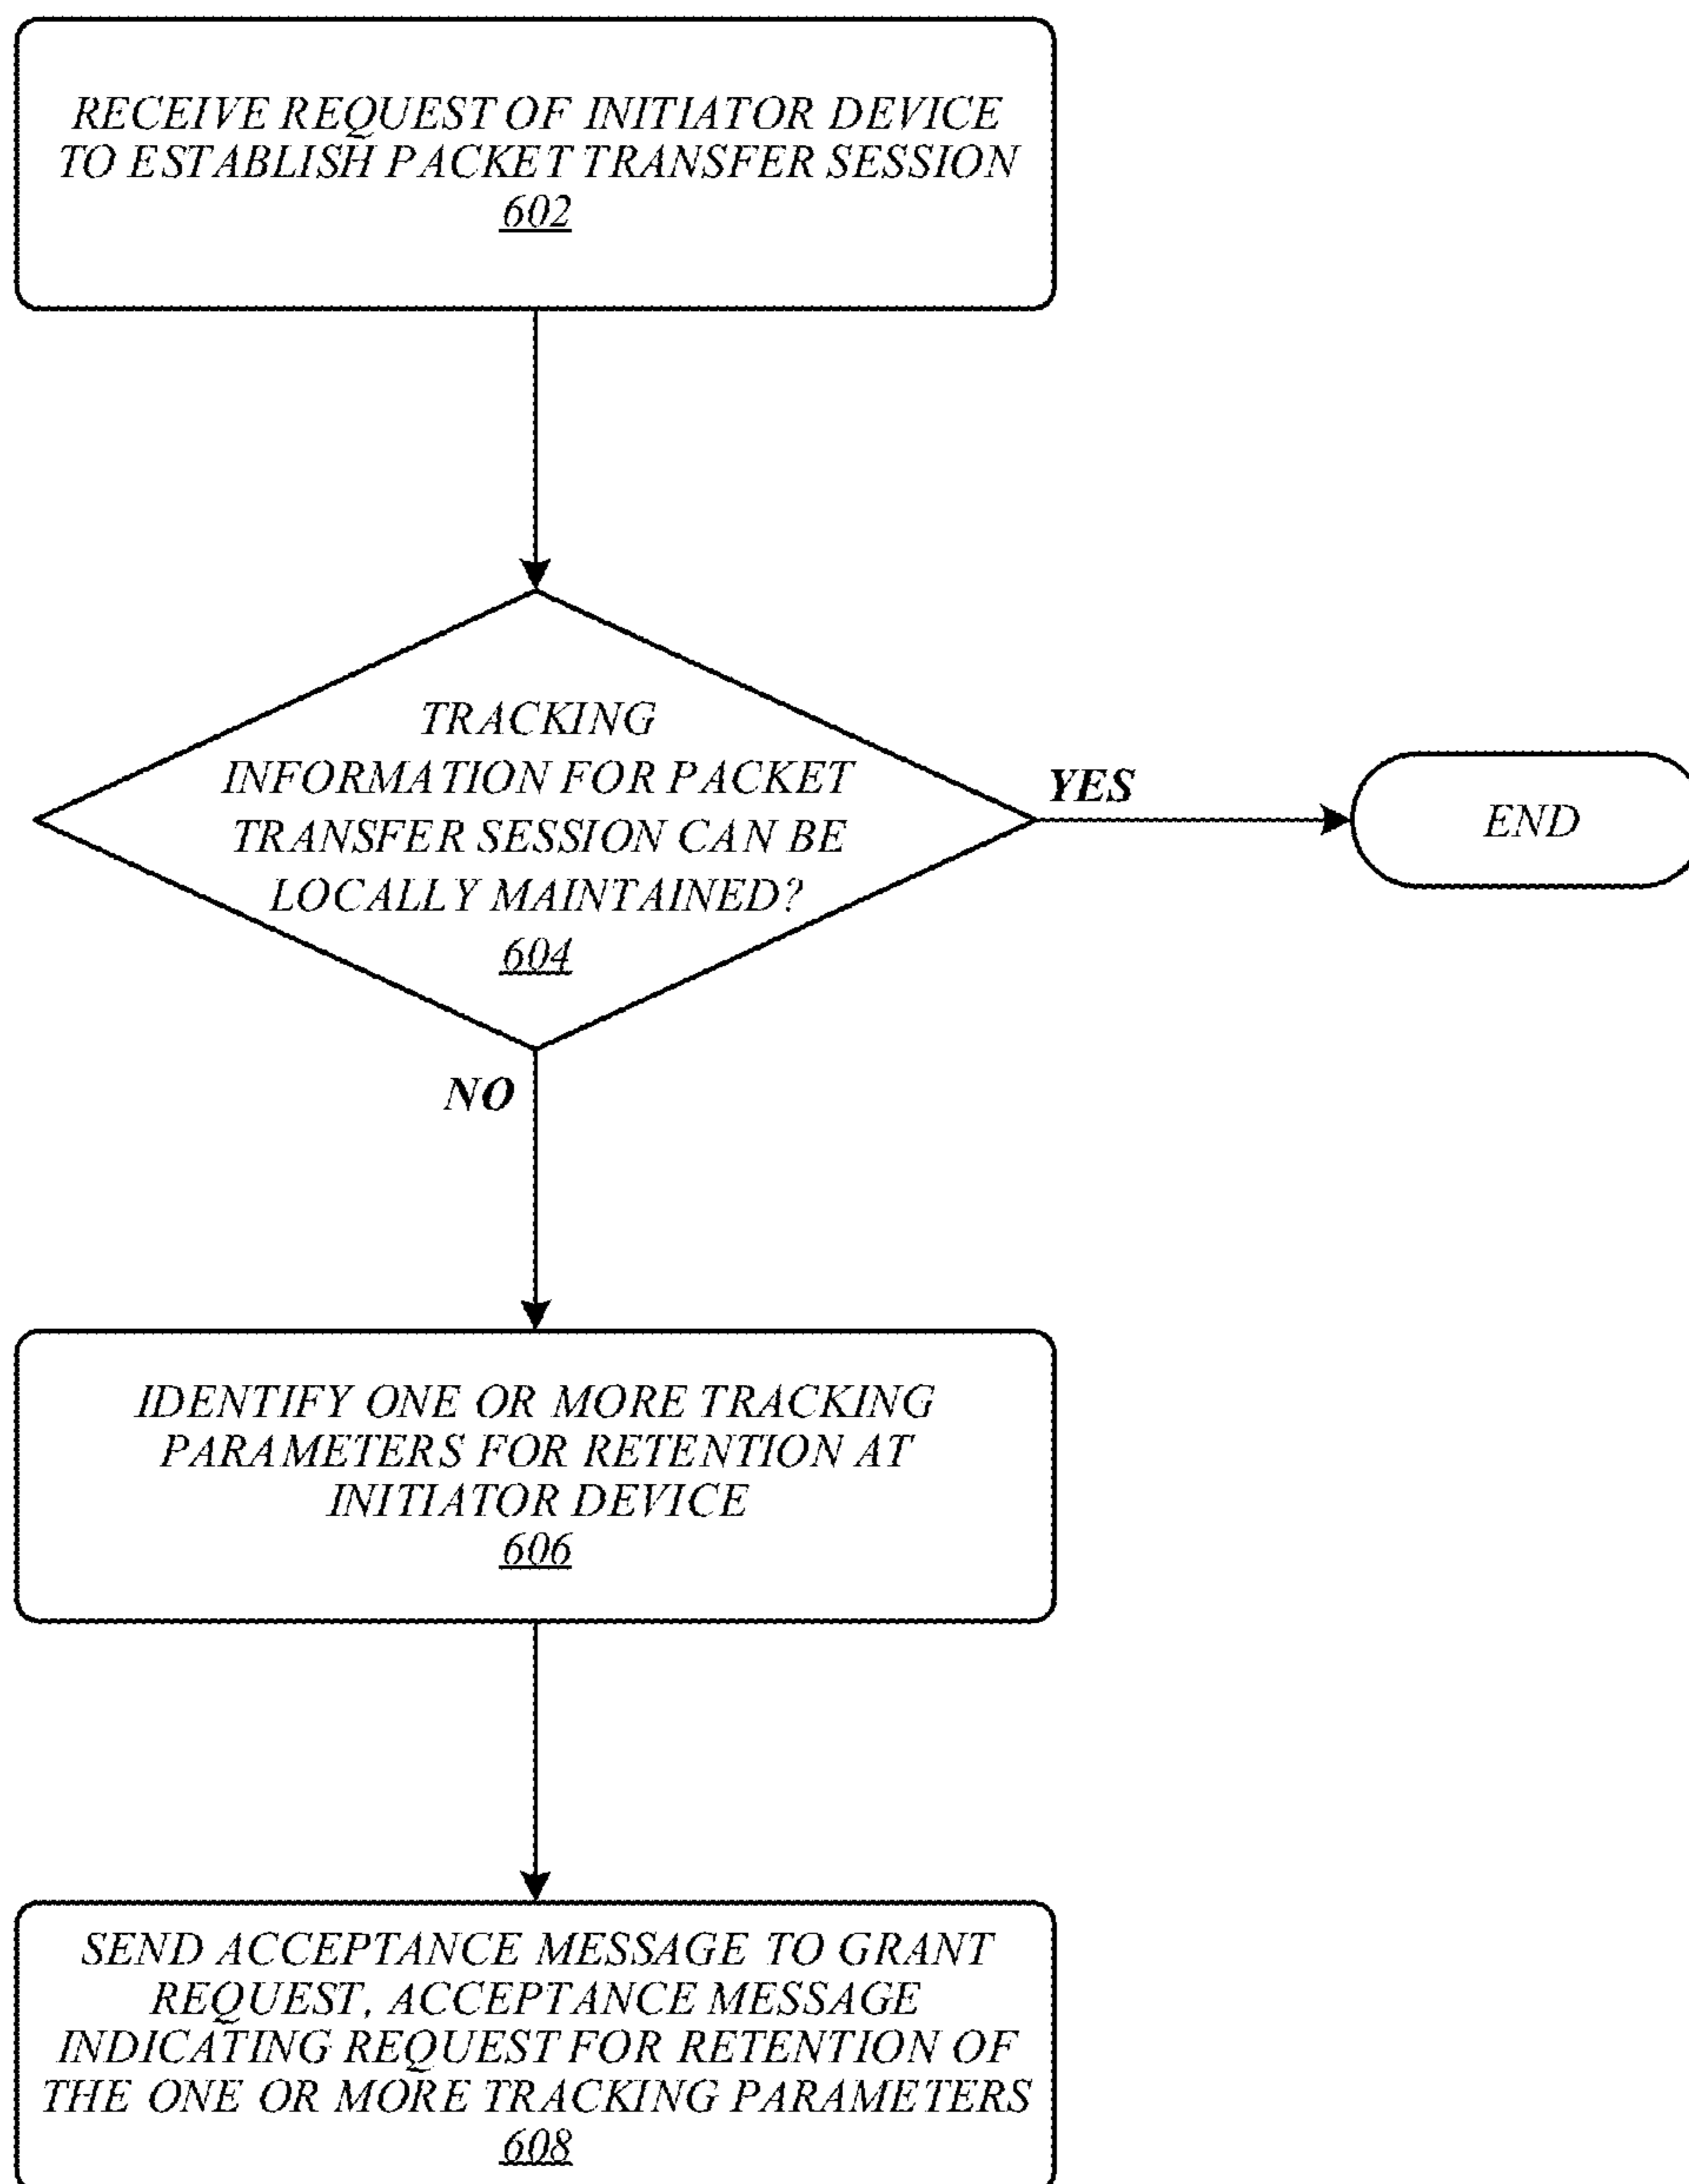 RECEIVE REQUEST OF INITIATOR DEVICE
TO ESTABLISH PACKET TRANSFER SESSION
602
TRACKING
INFORMATION FOR PACKET
TRANSFER SESSION CAN BE
LOCALLY MAINTAINED?
604
YES
END
NO
IDENTIFY ONE OR MORE TRACKING
PARAMETERS FOR RETENTION AT
INITIATOR DEVICE
606
SEND ACCEPTANCE MESSAGE TO GRANT
REQUEST, ACCEPTANCE MESSAGE
INDICATING REQUEST FOR RETENTION OF
THE ONE OR MORE TRACKING PARAMETERS
608